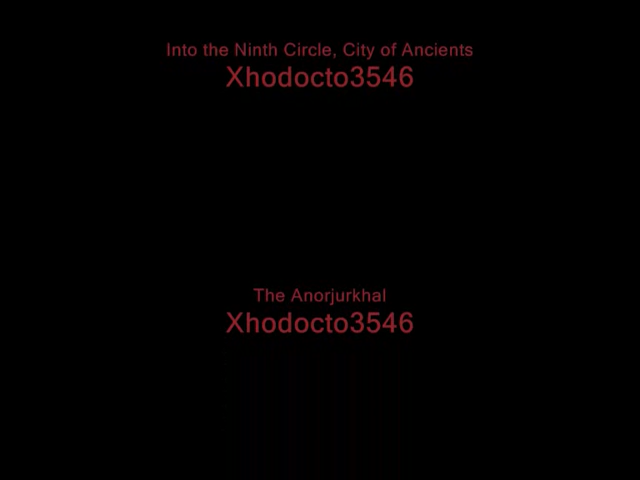 Into the Ninth Circle, City of Ancients
Xhodocto3546
The Anorjurkhal
Xhodocto3546